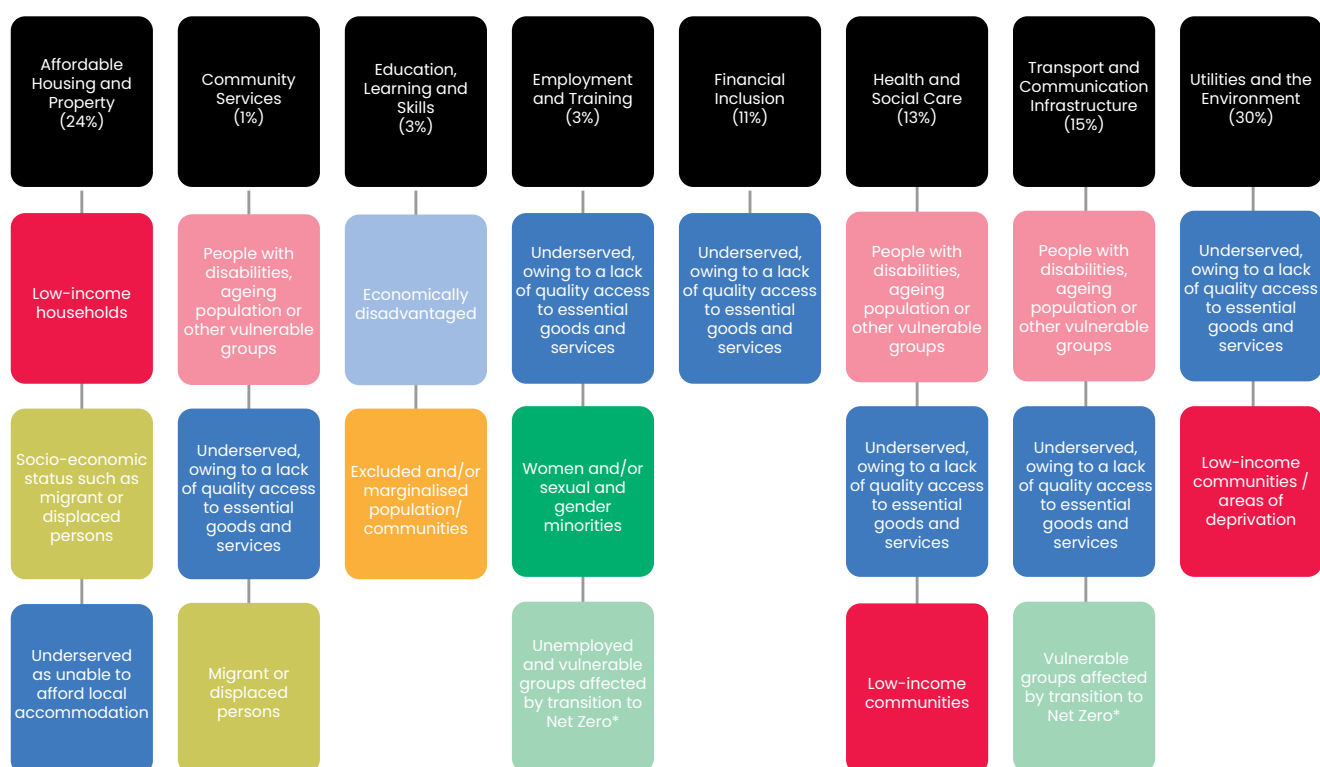 Affordable
Housing and
Property
(24%)
Community
Services
(1%)
Education,
Learning and
Skills
(3%)
Employment
and Training
(3%)
Financial
Inclusion
(11%)
Health and
Social Care
(13%)
Transport and
Communication
Infrastructure
(15%)
Utilities and the
Environment
(30%)
Low-income
households
People with
disabilities,
ageing
population or
other vulnerable
groups
Economically
disadvantaged
Underserved,
owing to a lack
of quality access
to essential
goods and
services
Underserved,
owing to a lack
of quality access
to essential
goods and
services
People with
disabilities,
ageing
population or
other vulnerable
groups
People with
disabilities,
ageing
population or
other vulnerable
groups
Underserved,
owing to a lack
of quality access
to essential
goods and
services
Socio-economic
status such as
migrant or
displaced
persons
Underserved,
owing to a lack
of quality access
to essential
goods and
services
Excluded and/or
marginalised
population/
communities
Women and/or
sexual and
gender
minorities
Underserved,
owing to a lack
of quality access
to essential
goods and
services
Underserved,
owing to a lack
of quality access
to essential
goods and
services
Low-income
communities /
areas of
deprivation
Underserved
as unable to
afford local
accommodation
Migrant or
displaced
persons
Unemployed
and vulnerable
groups affected
by transition to
Net Zero*
Low-income
communities
Vulnerable
groups affected
by transition to
Net Zero*